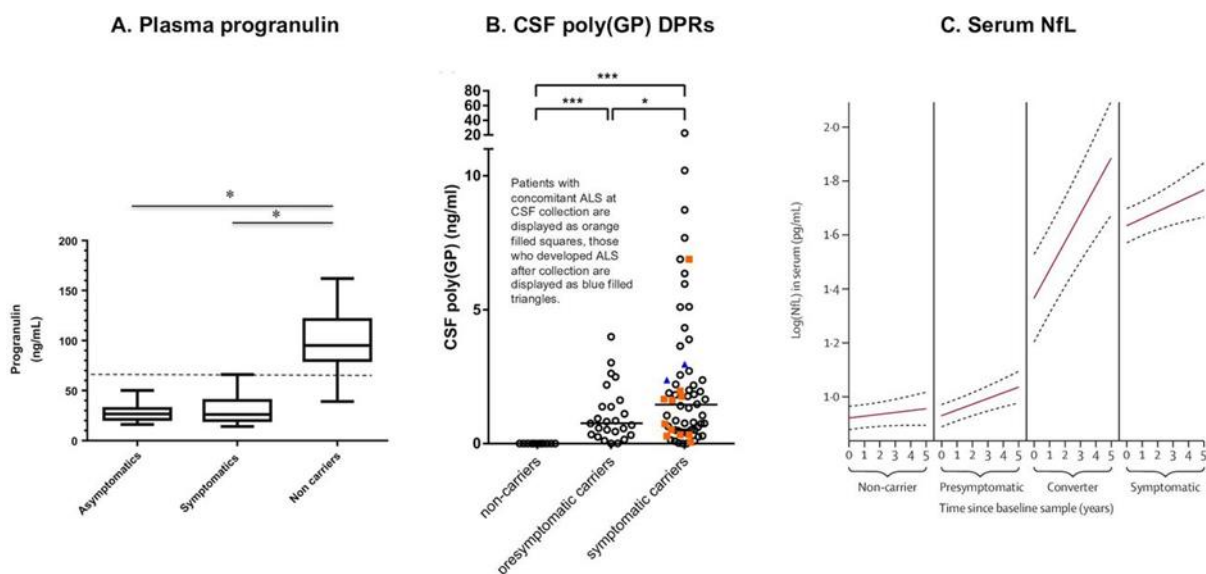 A. Plasma progranulin
*
*
200
150
100
50
0
Progranulin
(ng/mL)
Asymptomatics
Symptomatics
Non carriers
B. CSF poly(GP) DPRs
***
***
*
80
60
40
20
10
5
0
CSF poly(GP) (ng/ml)
Patients with
concomitant ALS at
CSF collection are
displayed as orange
filled squares, those
who developed ALS
after collection are
displayed as blue filled
triangles.
non-carriers
presymptomatic carriers
symptomatic carriers
C. Serum NfL
2·0
1·8
1·6
1·4
1·2
1·0
Log(NfL) in serum (pg/mL)
0 1 2 3 4 5 0 1 2 3 4 5 0 1 2 3 4 5 0 1 2 3 4 5
Non-carrier Presymptomatic Converter Symptomatic
Time since baseline sample (years)